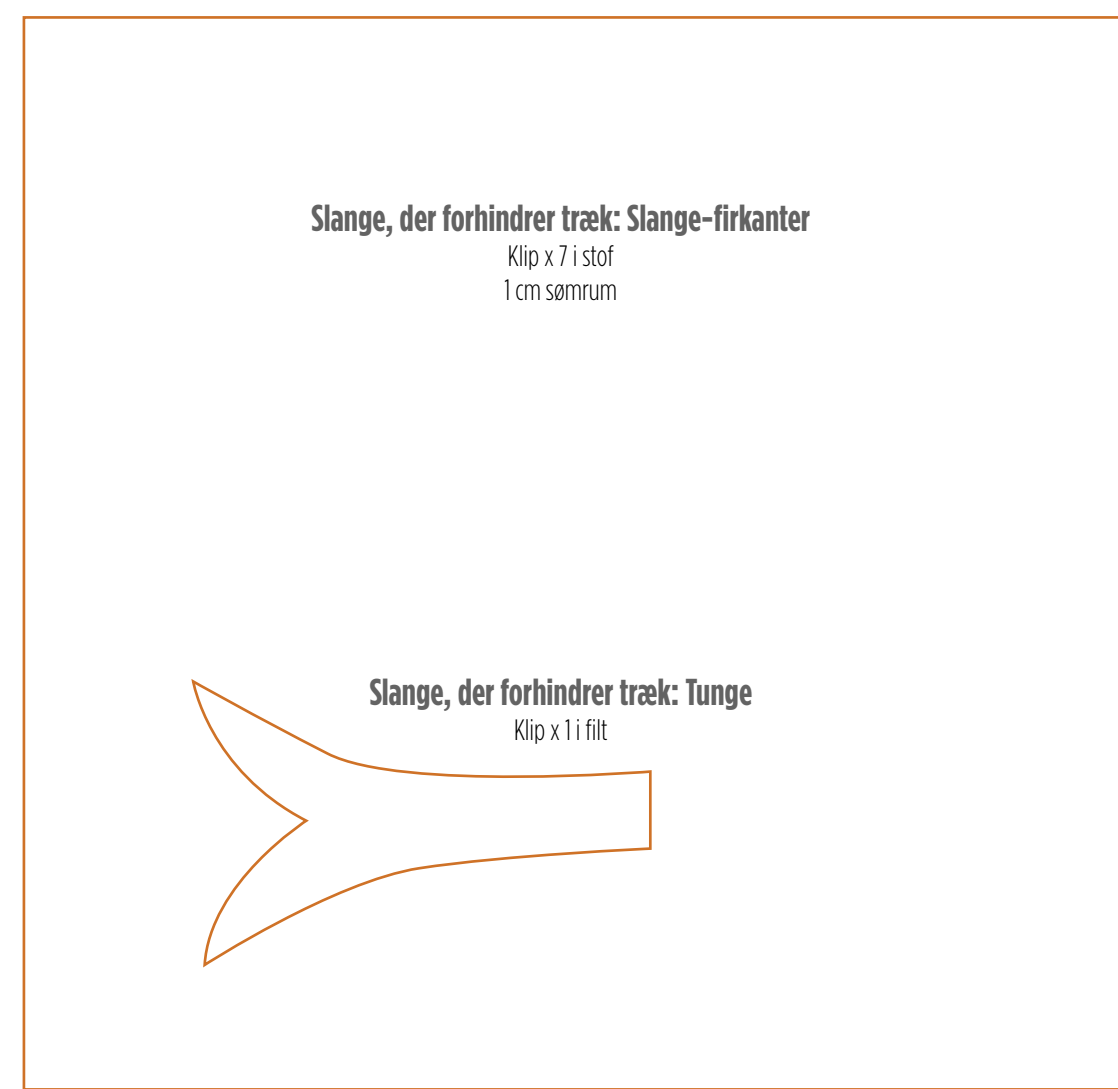 Slange, der forhindrer træk: Slange-firkanter
Klip x 7 i stof
1 cm sømrum
Slange, der forhindrer træk: Tunge
Klip x 1 i filt